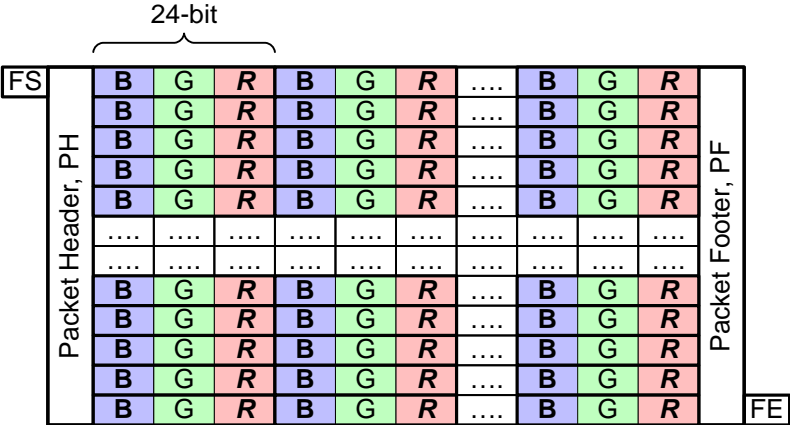 24-bit
FS B G R B G R .... B G R
B G R B G R .... B G R
B G R B G R .... B G R
B G R B G R .... B G R
B G R B G R .... B G R
.... .... .... .... .... .... .... .... .... ....
.... .... .... .... .... .... .... .... .... ....
B G R B G R .... B G R
B G R B G R .... B G R
B G R B G R .... B G R
B G R B G R .... B G R
B G R B G R .... B G R FE
Packet Header, PH
Packet Footer, PF